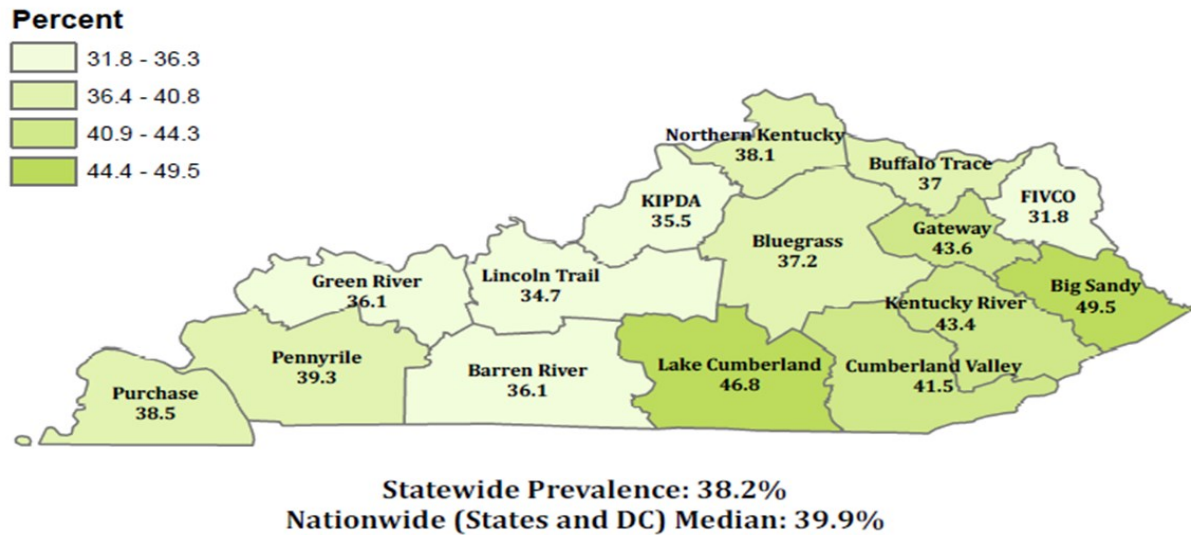 Percent
31.8 - 36.3
36.4 - 40.8
40.9 - 44.3
44.4 - 49.5
Northern Kentucky
38.1
Buffalo Trace
37
FIVCO
31.8
KIPDA
35.5
Gateway
43.6
Bluegrass
37.2
Green River
36.1
Lincoln Trail
34.7
Big Sandy
49.5
Kentucky River
43.4
Pennyrile
39.3
Barren River
36.1
Lake Cumberland
46.8
Cumberland Valley
41.5
Purchase
38.5
Statewide Prevalence: 38.2%
Nationwide (States and DC) Median: 39.9%